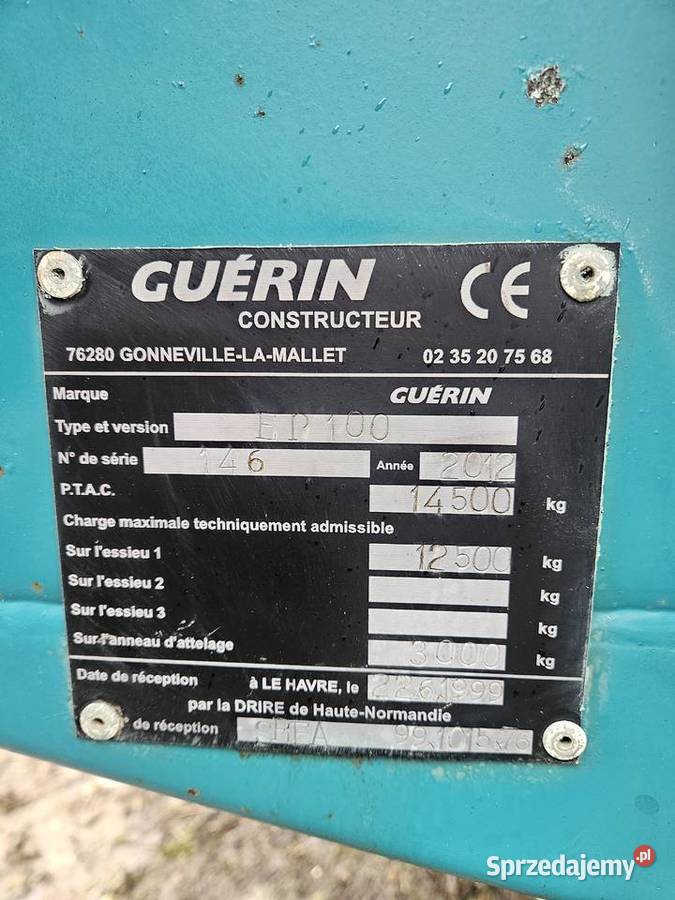 GUÉRIN CE
CONSTRUCTEUR
76280 GONNEVILLE-LA-MALLET 02 35 20 75 68
Marque GUÉRIN
Type et version EP100
N° de série 146 Année 2012
P.T.A.C. 14500 kg
Charge maximale techniquement admissible
Sur l'essieu 1 12500 kg
Sur l'essieu 2 kg
Sur l'essieu 3 kg
Sur l'anneau d'attelage 3000 kg
Date de réception à LE HAVRE, le 22.6.1999
par la DRIRE de Haute-Normandie
N° de réception 99.1015.
Sprzedajemy.pl